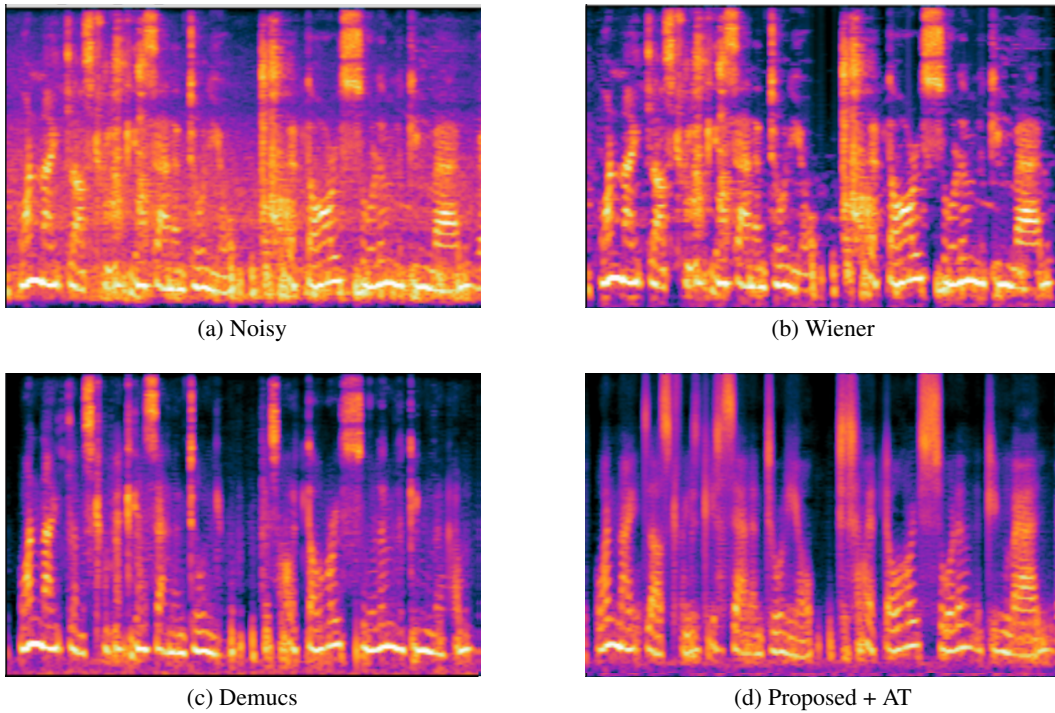 (a) Noisy
(b) Wiener
(c) Demucs
(d) Proposed + AT